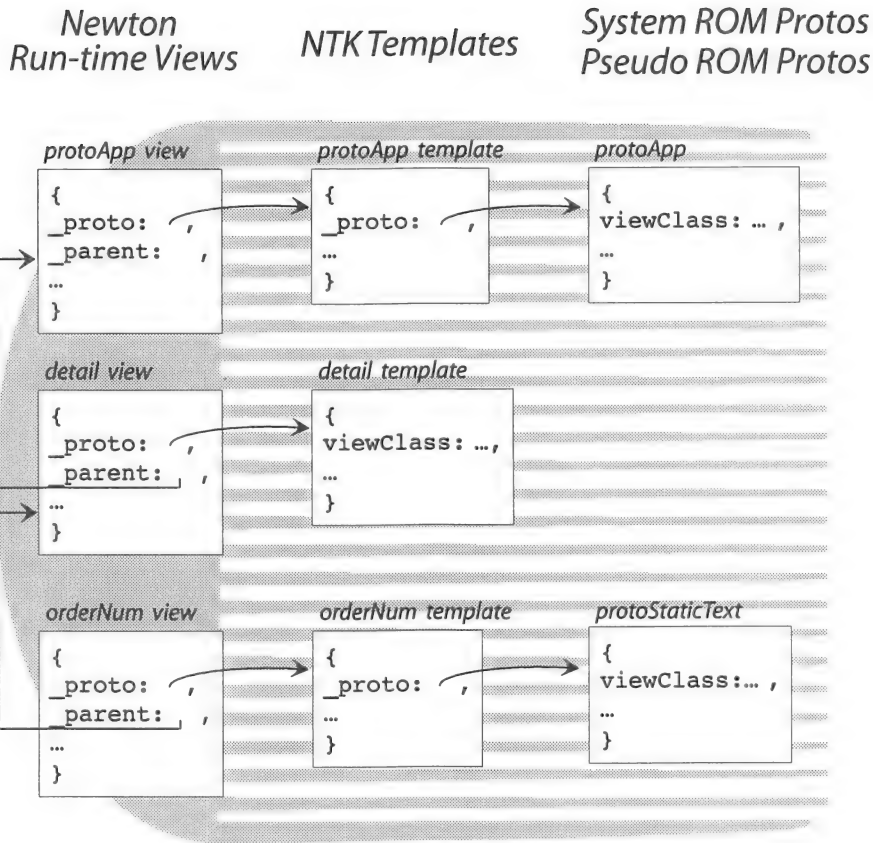 Newton
Run-time Views
NTK Templates
System ROM Protos
Pseudo ROM Protos
protoApp view
protoApp template
protoApp
{
_proto: ,
_parent: ,
…
}
{
_proto: ,
…
}
{
viewClass: … ,
…
}
detail view
detail template
{
_proto: ,
_parent: ,
…
}
{
viewClass: …,
…
}
orderNum view
orderNum template
protoStaticText
{
_proto: ,
_parent: ,
…
}
{
_proto: ,
…
}
{
viewClass:… ,
…
}